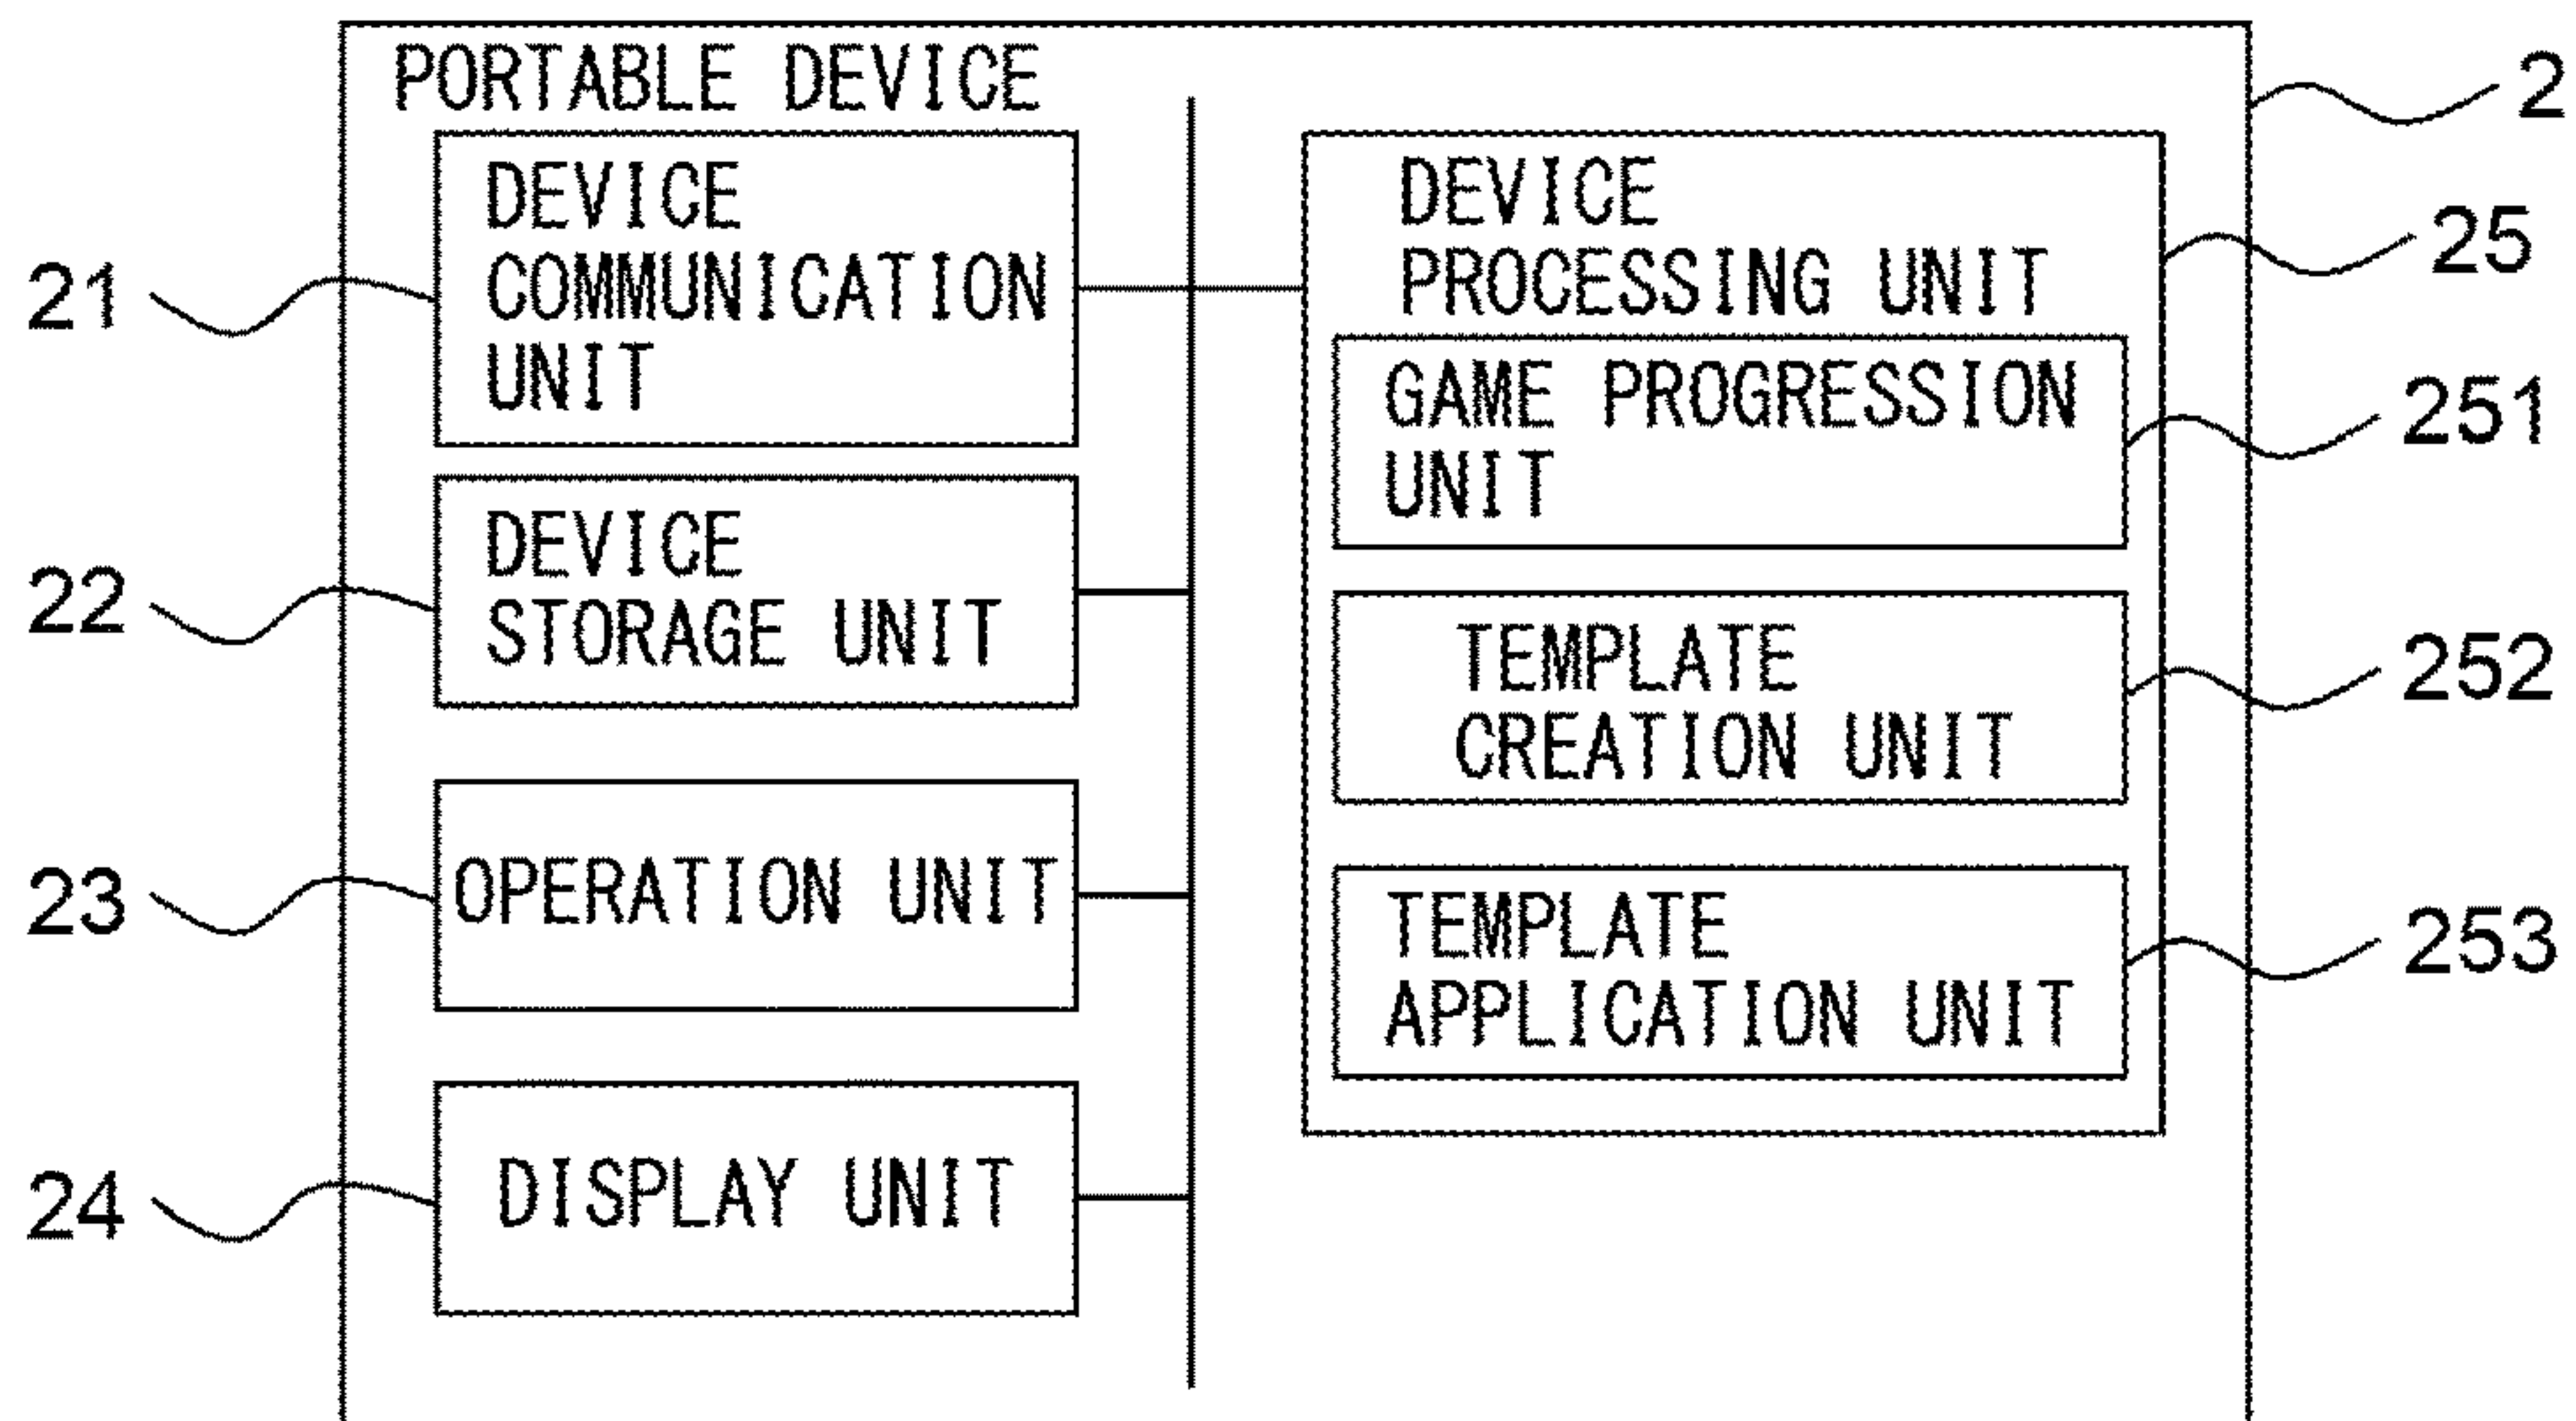 PORTABLE DEVICE
2
DEVICE
COMMUNICATION
UNIT
21
DEVICE
STORAGE UNIT
22
OPERATION UNIT
23
DISPLAY UNIT
24
DEVICE
PROCESSING UNIT
25
GAME PROGRESSION
UNIT
251
TEMPLATE
CREATION UNIT
252
TEMPLATE
APPLICATION UNIT
253